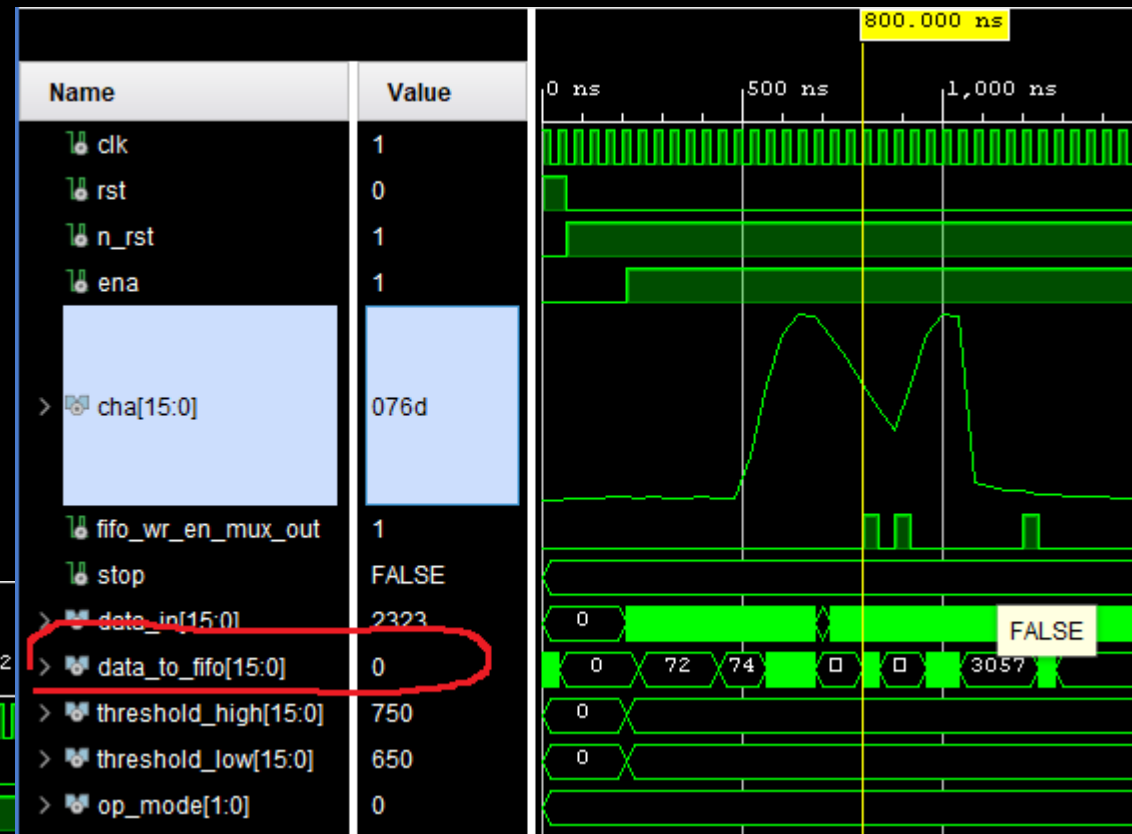 800.000 ns
Name Value 0 ns 500 ns 1,000 ns
clk 1
rst 0
n_rst 1
ena 1
cha[15:0] 076d
fifo_wr_en_mux_out 1
stop FALSE
data_in[15:0] 2323 0 FALSE
2 data_to_fifo[15:0] 0 0 72 74 3057
threshold_high[15:0] 750 0
threshold_low[15:0] 650 0
op_mode[1:0] 0